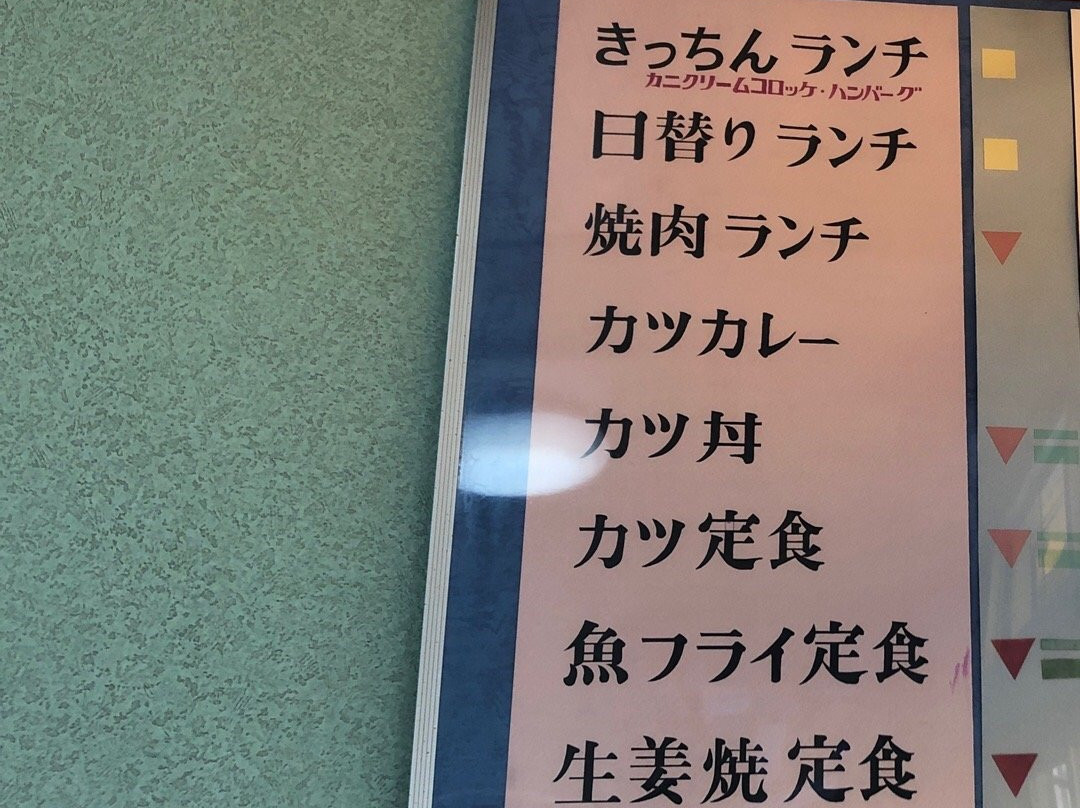 きっちんランチ
カニクリームコロッケ・ハンバーグ
日替りランチ
焼肉ランチ
カツカレー
カツ丼
カツ定食
魚フライ定食
生姜焼定食